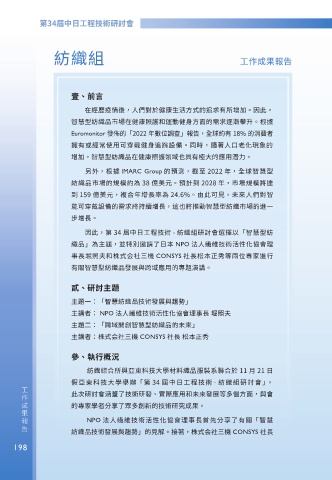 第34屆中日工程技術研討會
紡織組
工作成果報告
壹、前言
在經歷疫情後，人們對於健康生活方式的追求有所增加。因此，
智慧型紡織品市場在健康照護和運動健身方面的需求逐漸攀升。根據
Euromonitor 發佈的「2022 年數位調查」報告，全球約有 18% 的消費者
擁有或經常使用可穿戴健身追蹤設備。同時，隨著人口老化現象的
增加，智慧型紡織品在健康照護領域也具有極大的應用潛力。
另外，根據 IMARC Group 的預測，截至 2022 年，全球智慧型
紡織品市場的規模約為 38 億美元。預計到 2028 年，市場規模將達
到 159 億美元，複合年增長率為 24.6%。由此可見，未來人們對智
能可穿戴設備的需求將持續增長，這也將推動智慧型紡織市場的進一
步增長。
因此，第 34 屆中日工程技術 - 紡織組研討會選擇以「智慧型紡
織品」為主題，並特別邀請了日本 NPO 法人纖維技術活性化協會理
事長堀照夫和株式会社三機 CONSYS 社長松本正秀等兩位專家進行
有關智慧型紡織品發展與跨域應用的專題演講。
貳、研討主題
主題一：「智慧紡織品技術發展與趨勢」
主講者： NPO 法人纖維技術活性化協會理事長 堀照夫
主題二：「跨域開創智慧型紡織品的未來」
主講者：株式会社三機 CONSYS 社長 松本正秀
參、執行概況
紡織綜合所與亞東科技大學材料織品服裝系聯合於 11 月 21 日
假亞東科技大學舉辦「第 34 屆中日工程技術 - 紡織組研討會」。
此次研討會涵蓋了技術研發、實際應用和未來發展等多個方面，與會
的專家學者分享了眾多創新的技術研究成果。
NPO 法人纖維技術活性化協會理事長首先分享了有關「智慧
紡織品技術發展與趨勢」的見解。接著，株式会社三機 CONSYS 社長
工作成果報告
198